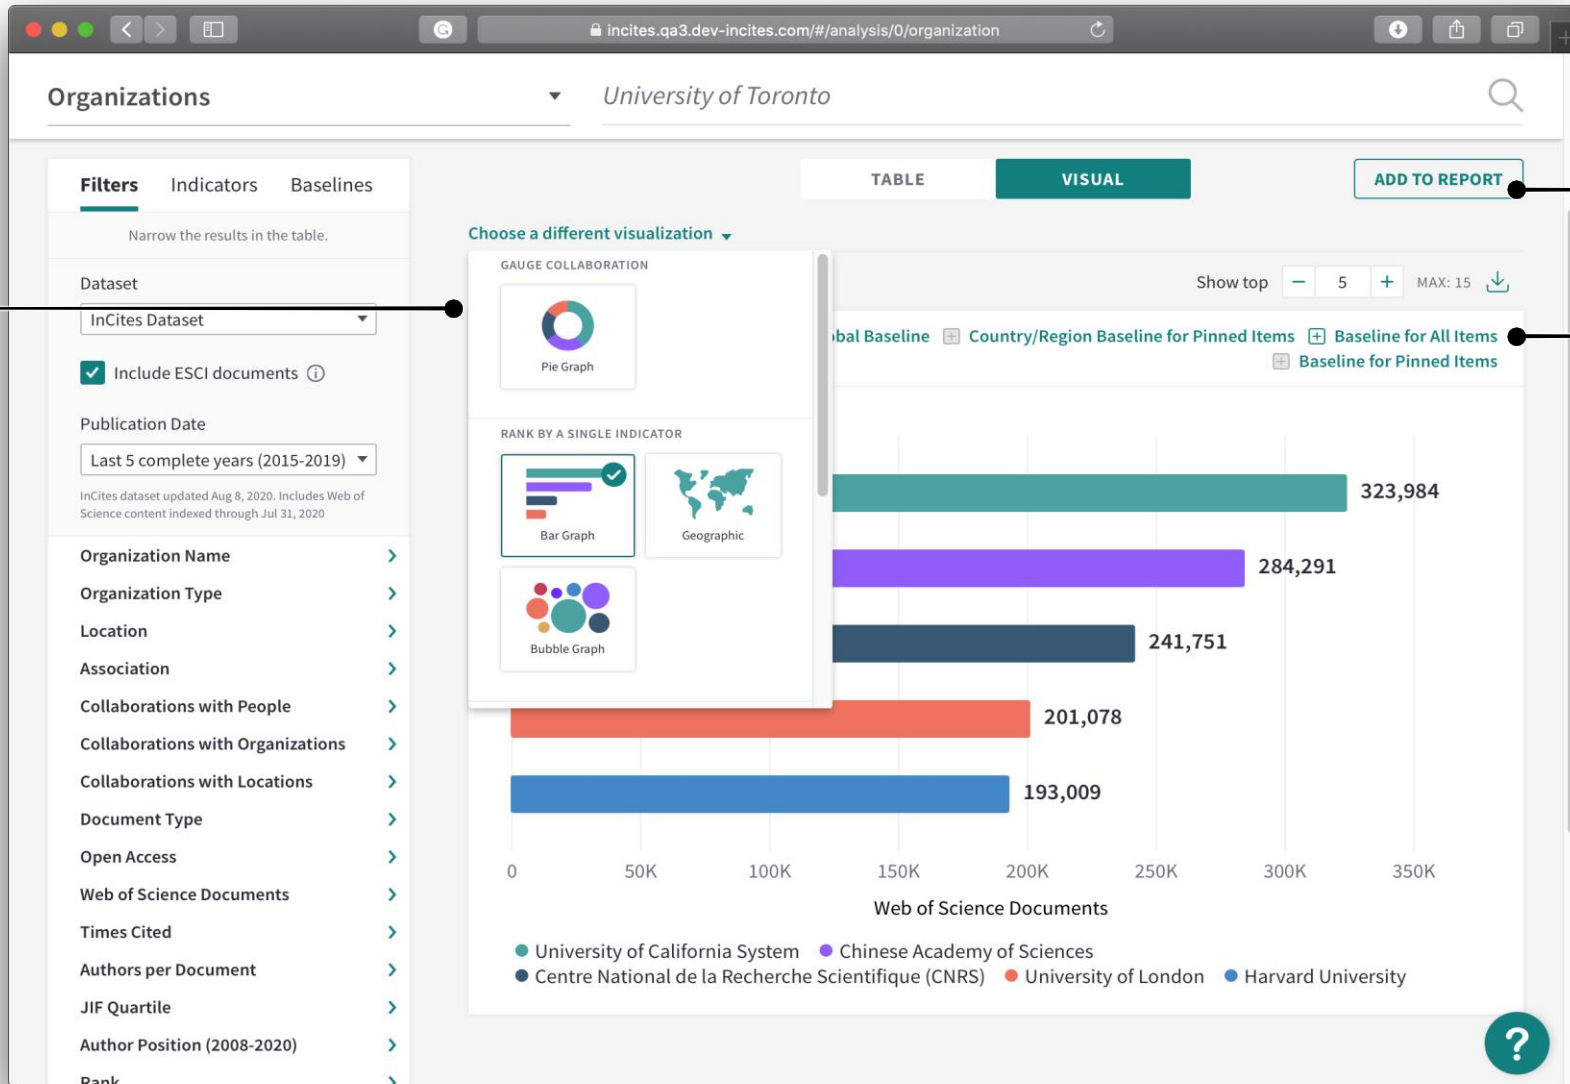 incites.qa3.dev-incites.com/#/analysis/0/organization
Organizations
University of Toronto
Filters Indicators Baselines
Narrow the results in the table.
Dataset
InCites Dataset
Include ESCI documents
Publication Date
Last 5 complete years (2015-2019)
InCites dataset updated Aug 8, 2020. Includes Web of
Science content indexed through Jul 31, 2020
Organization Name
Organization Type
Location
Association
Collaborations with People
Collaborations with Organizations
Collaborations with Locations
Document Type
Open Access
Web of Science Documents
Times Cited
Authors per Document
JIF Quartile
Author Position (2008-2020)
Rank
TABLE VISUAL
ADD TO REPORT
Choose a different visualization
GAUGE COLLABORATION
Pie Graph
RANK BY A SINGLE INDICATOR
Bar Graph
Geographic
Bubble Graph
Show top − 5 + MAX: 15
bal Baseline Country/Region Baseline for Pinned Items Baseline for All Items
Baseline for Pinned Items
323,984
284,291
241,751
201,078
193,009
0 50K 100K 150K 200K 250K 300K 350K
Web of Science Documents
University of California System Chinese Academy of Sciences
Centre National de la Recherche Scientifique (CNRS) University of London Harvard University
?